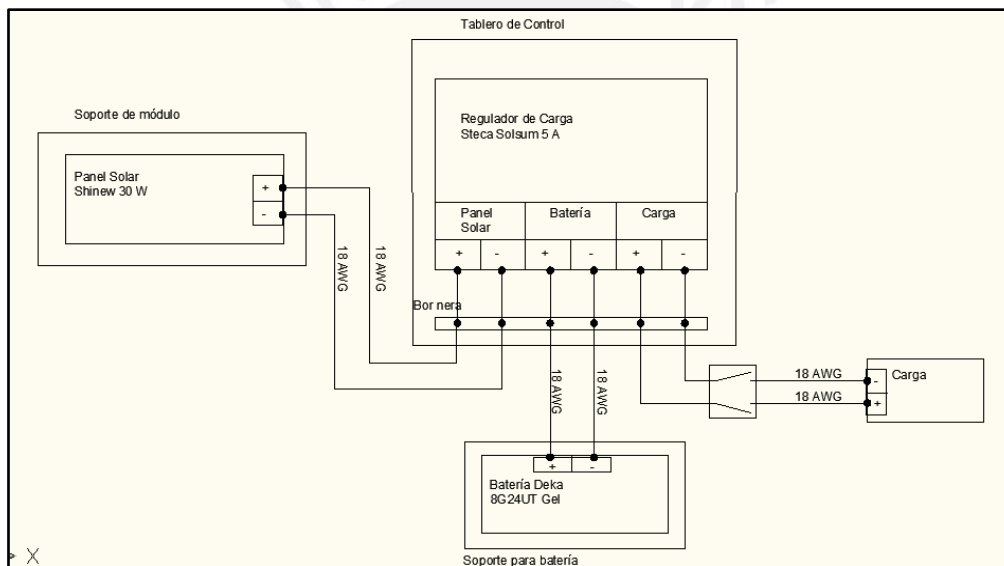 Tablero de Control
Soporte de módulo
Regulador de Carga
Steca Solsum 5 A
Panel Solar
Shinew 30 W
+
-
Panel
Solar
Batería
Carga
+
-
+
-
+
-
18 AWG
18 AWG
Bor nera
18 AWG
18 AWG
18 AWG
18 AWG
Carga
-
+
+
-
Batería Deka
8G24UT Gel
Soporte para batería
X